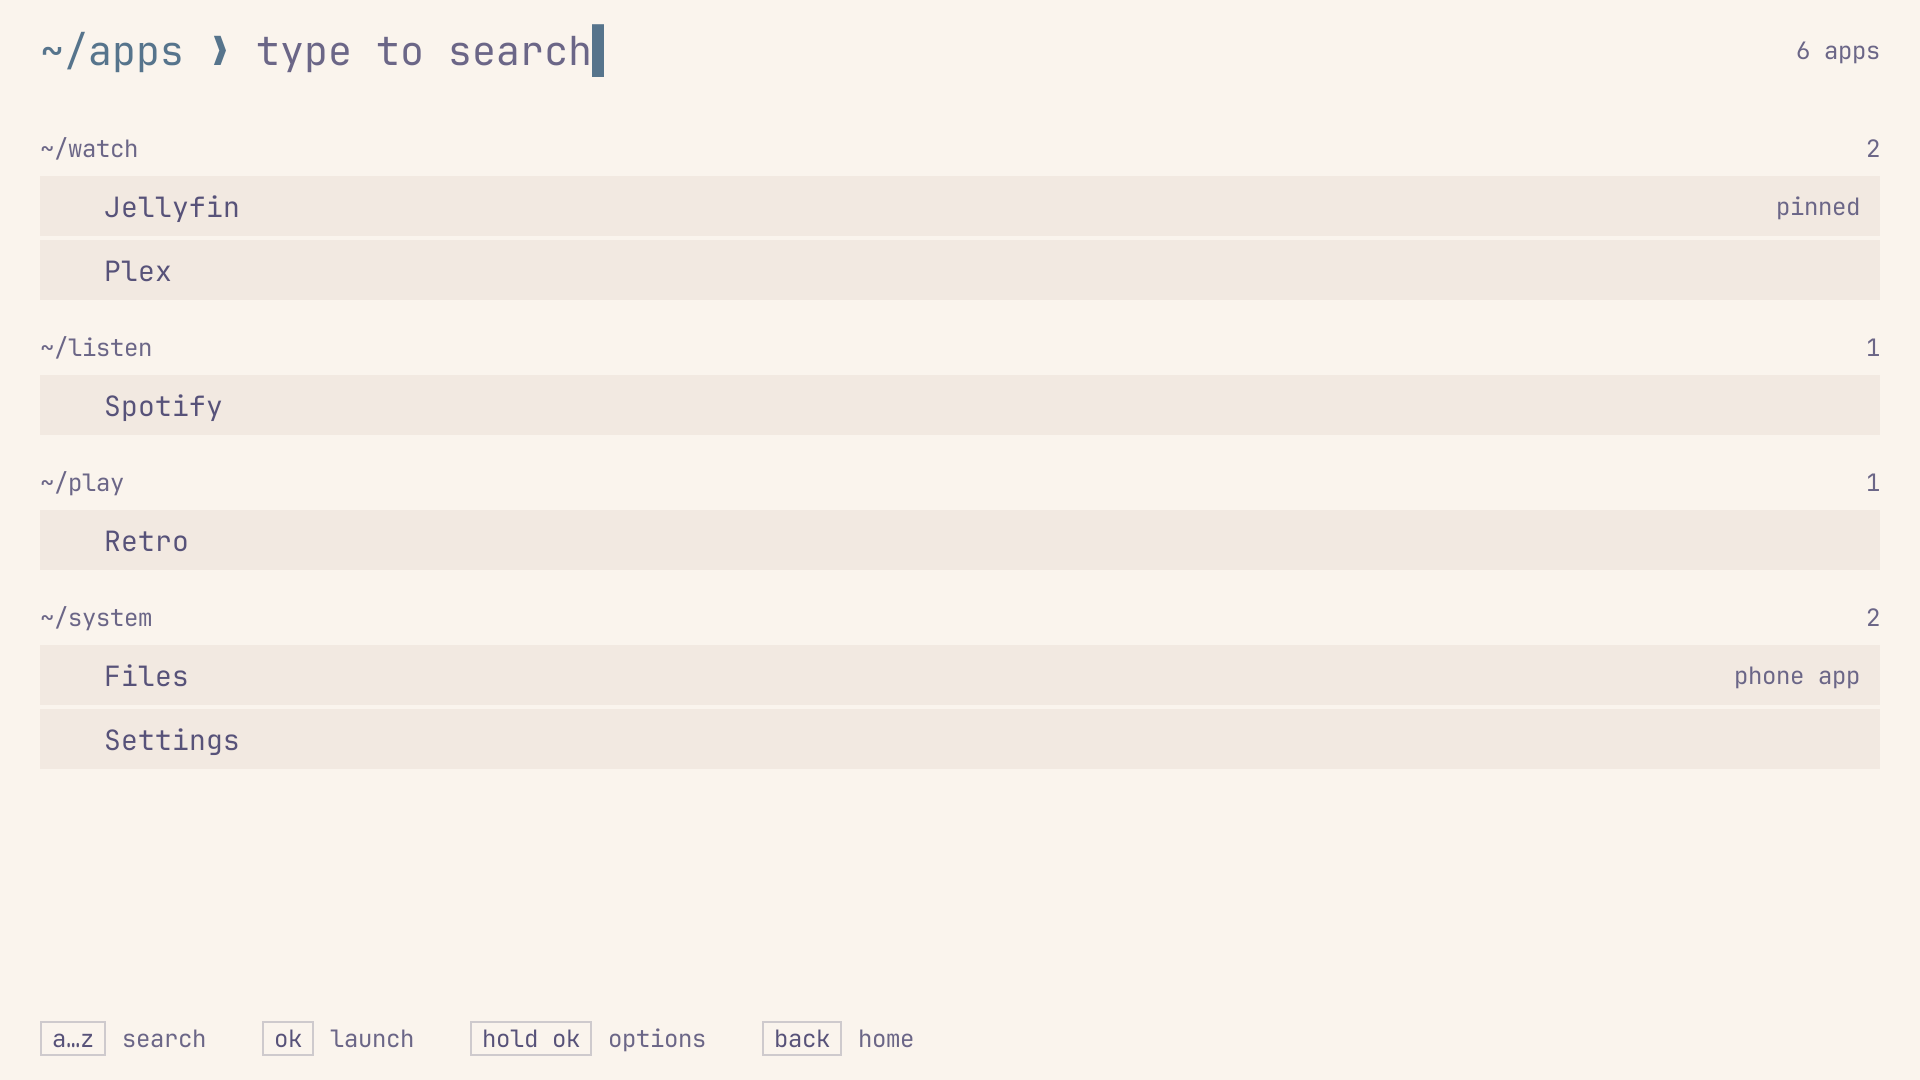 ~/apps ❯ type to search
6 apps
~/watch
2
Jellyfin
pinned
Plex
~/listen
1
Spotify
~/play
1
Retro
~/system
2
Files
phone app
Settings
a…z search ok launch hold ok options back home